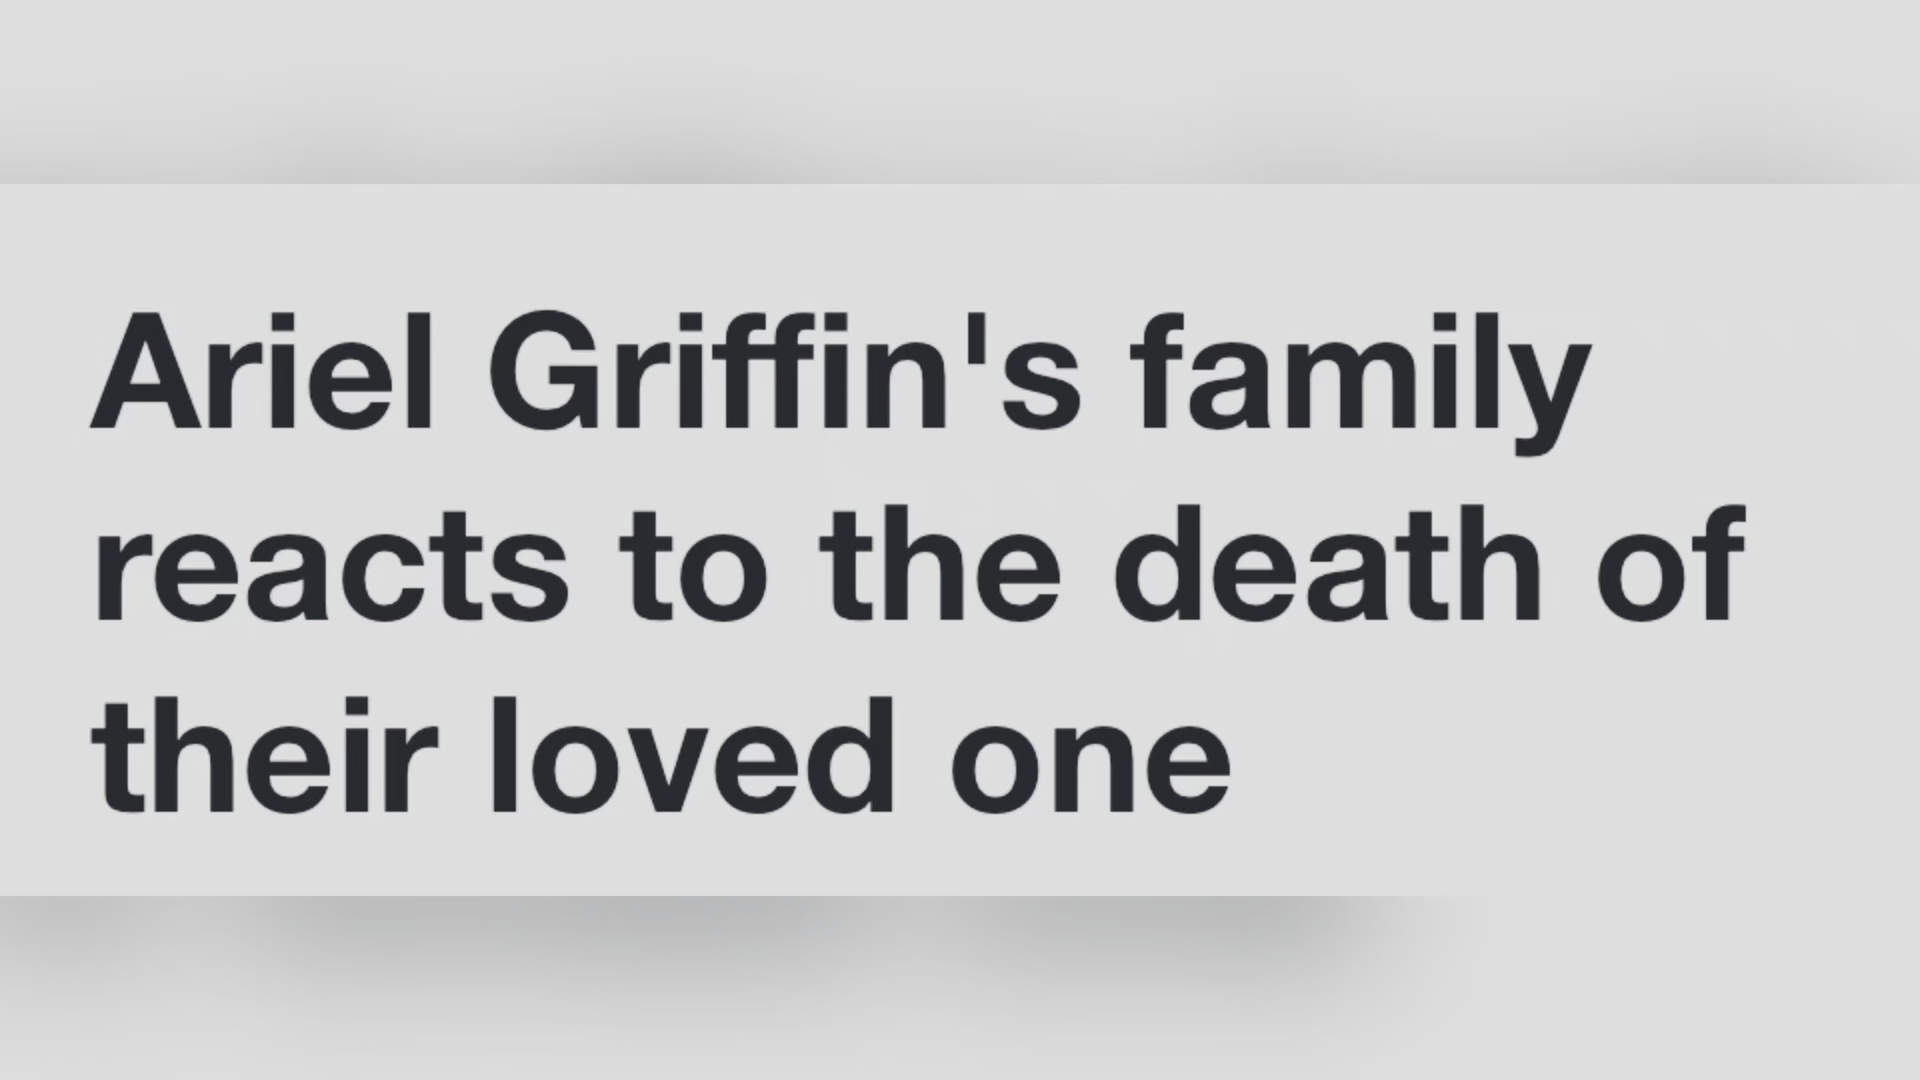 Ariel Griffin's family
reacts to the death of
their loved one